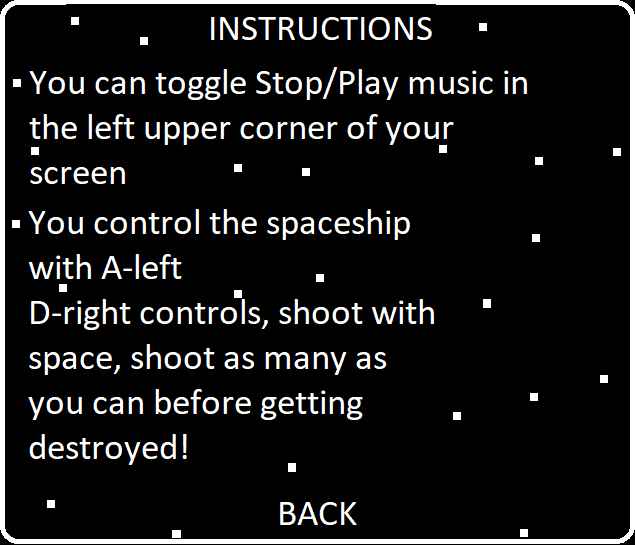 INSTRUCTIONS
You can toggle Stop/Play music in
the left upper corner of your
screen
You control the spaceship
with A-left
D-right controls, shoot with
space, shoot as many as
you can before getting
destroyed!
BACK